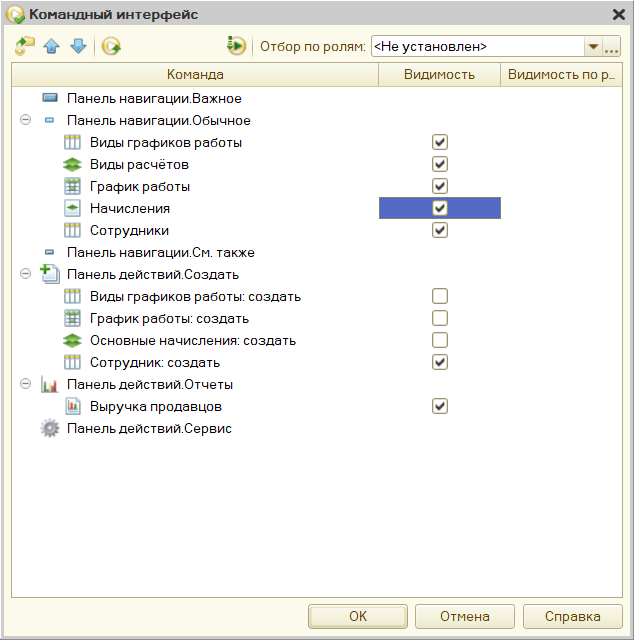 Командный интерфейс
Отбор по ролям: <Не установлен>
Команда Видимость Видимость по р...
Панель навигации.Важное
Панель навигации.Обычное
Виды графиков работы
Виды расчётов
График работы
Начисления
Сотрудники
Панель навигации.См. также
Панель действий.Создать
Виды графиков работы: создать
График работы: создать
Основные начисления: создать
Сотрудник: создать
Панель действий.Отчеты
Выручка продавцов
Панель действий.Сервис
ОК Отмена Справка